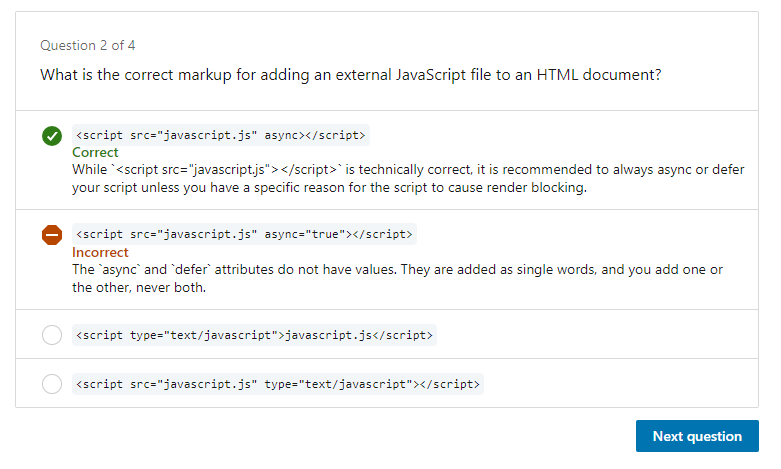 Question 2 of 4
What is the correct markup for adding an external JavaScript file to an HTML document?
<script src="javascript.js" async></script>
Correct
While `<script src="javascript.js"></script>` is technically correct, it is recommended to always async or defer
your script unless you have a specific reason for the script to cause render blocking.
<script src="javascript.js" async="true"></script>
Incorrect
The `async` and `defer` attributes do not have values. They are added as single words, and you add one or
the other, never both.
<script type="text/javascript">javascript.js</script>
<script src="javascript.js" type="text/javascript"></script>
Next question